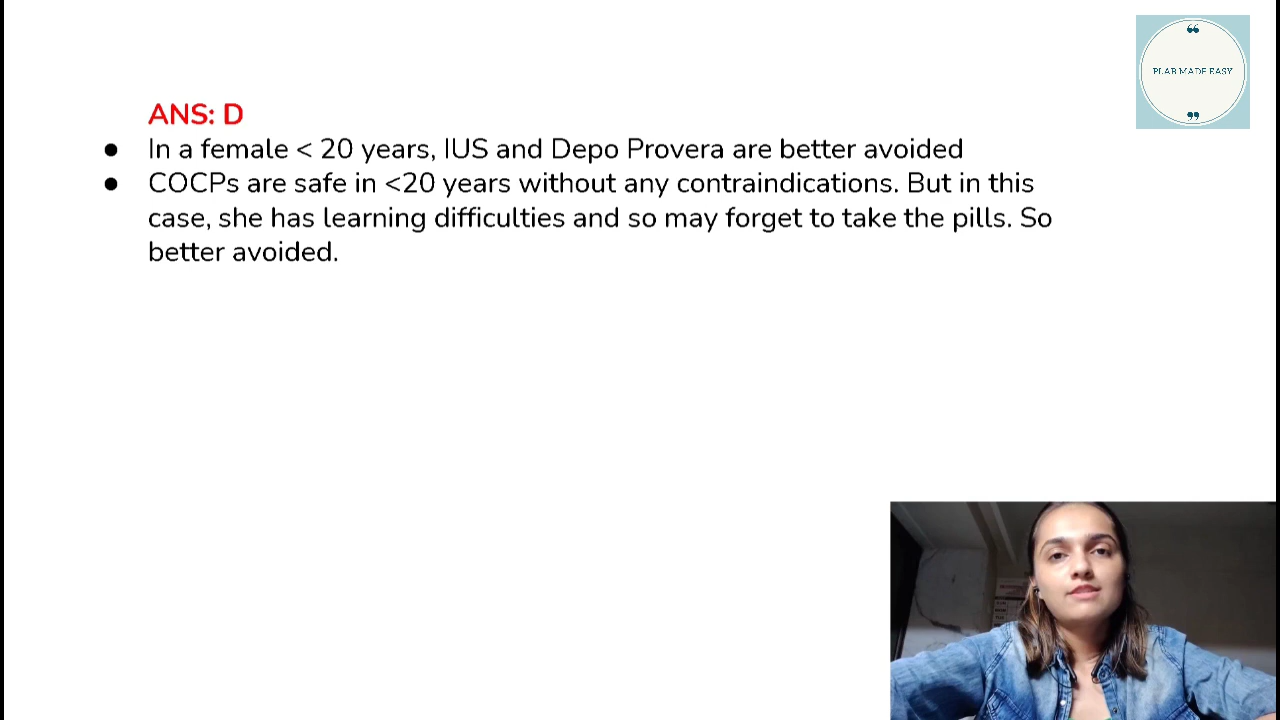 ❝
PLAB MADE EASY
❞
ANS: D
● In a female < 20 years, IUS and Depo Provera are better avoided
● COCPs are safe in <20 years without any contraindications. But in this
case, she has learning difficulties and so may forget to take the pills. So
better avoided.